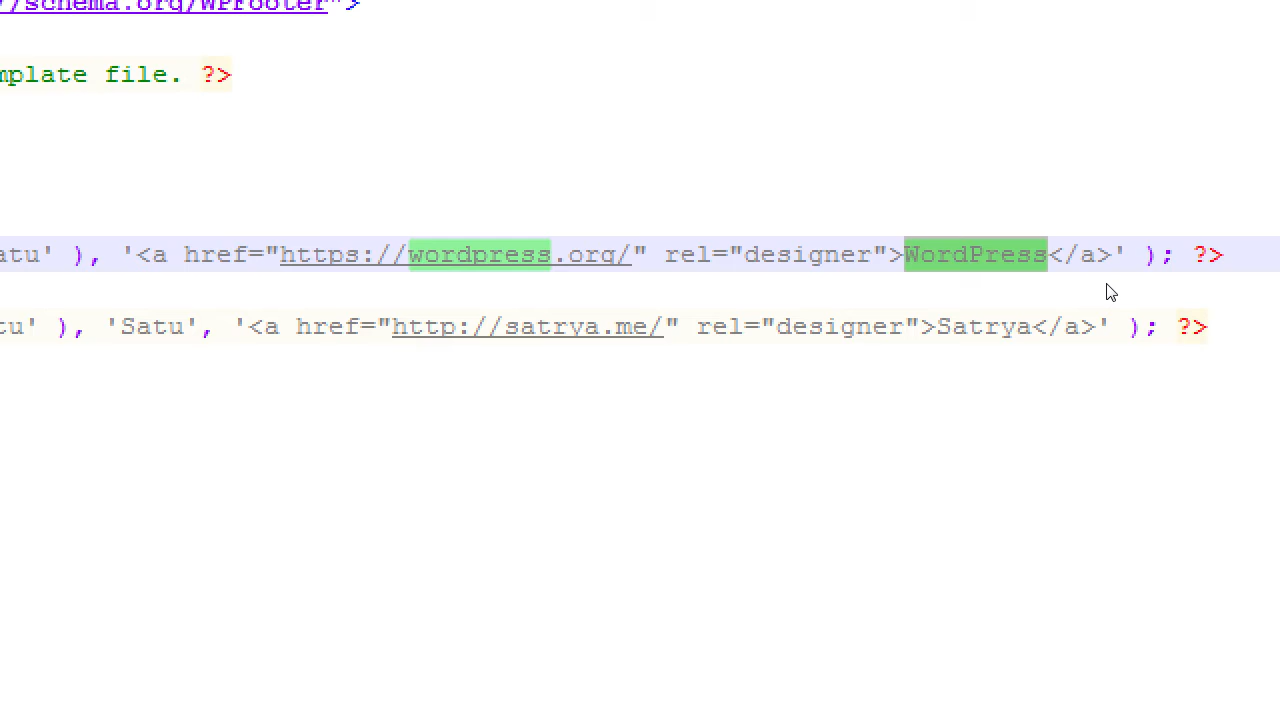 //schema.org/WPFooter">
mplate file. ?>
atu' ), '<a href="https://wordpress.org/" rel="designer">WordPress</a>' ); ?>
tu' ), 'Satu', '<a href="http://satrya.me/" rel="designer">Satrya</a>' ); ?>